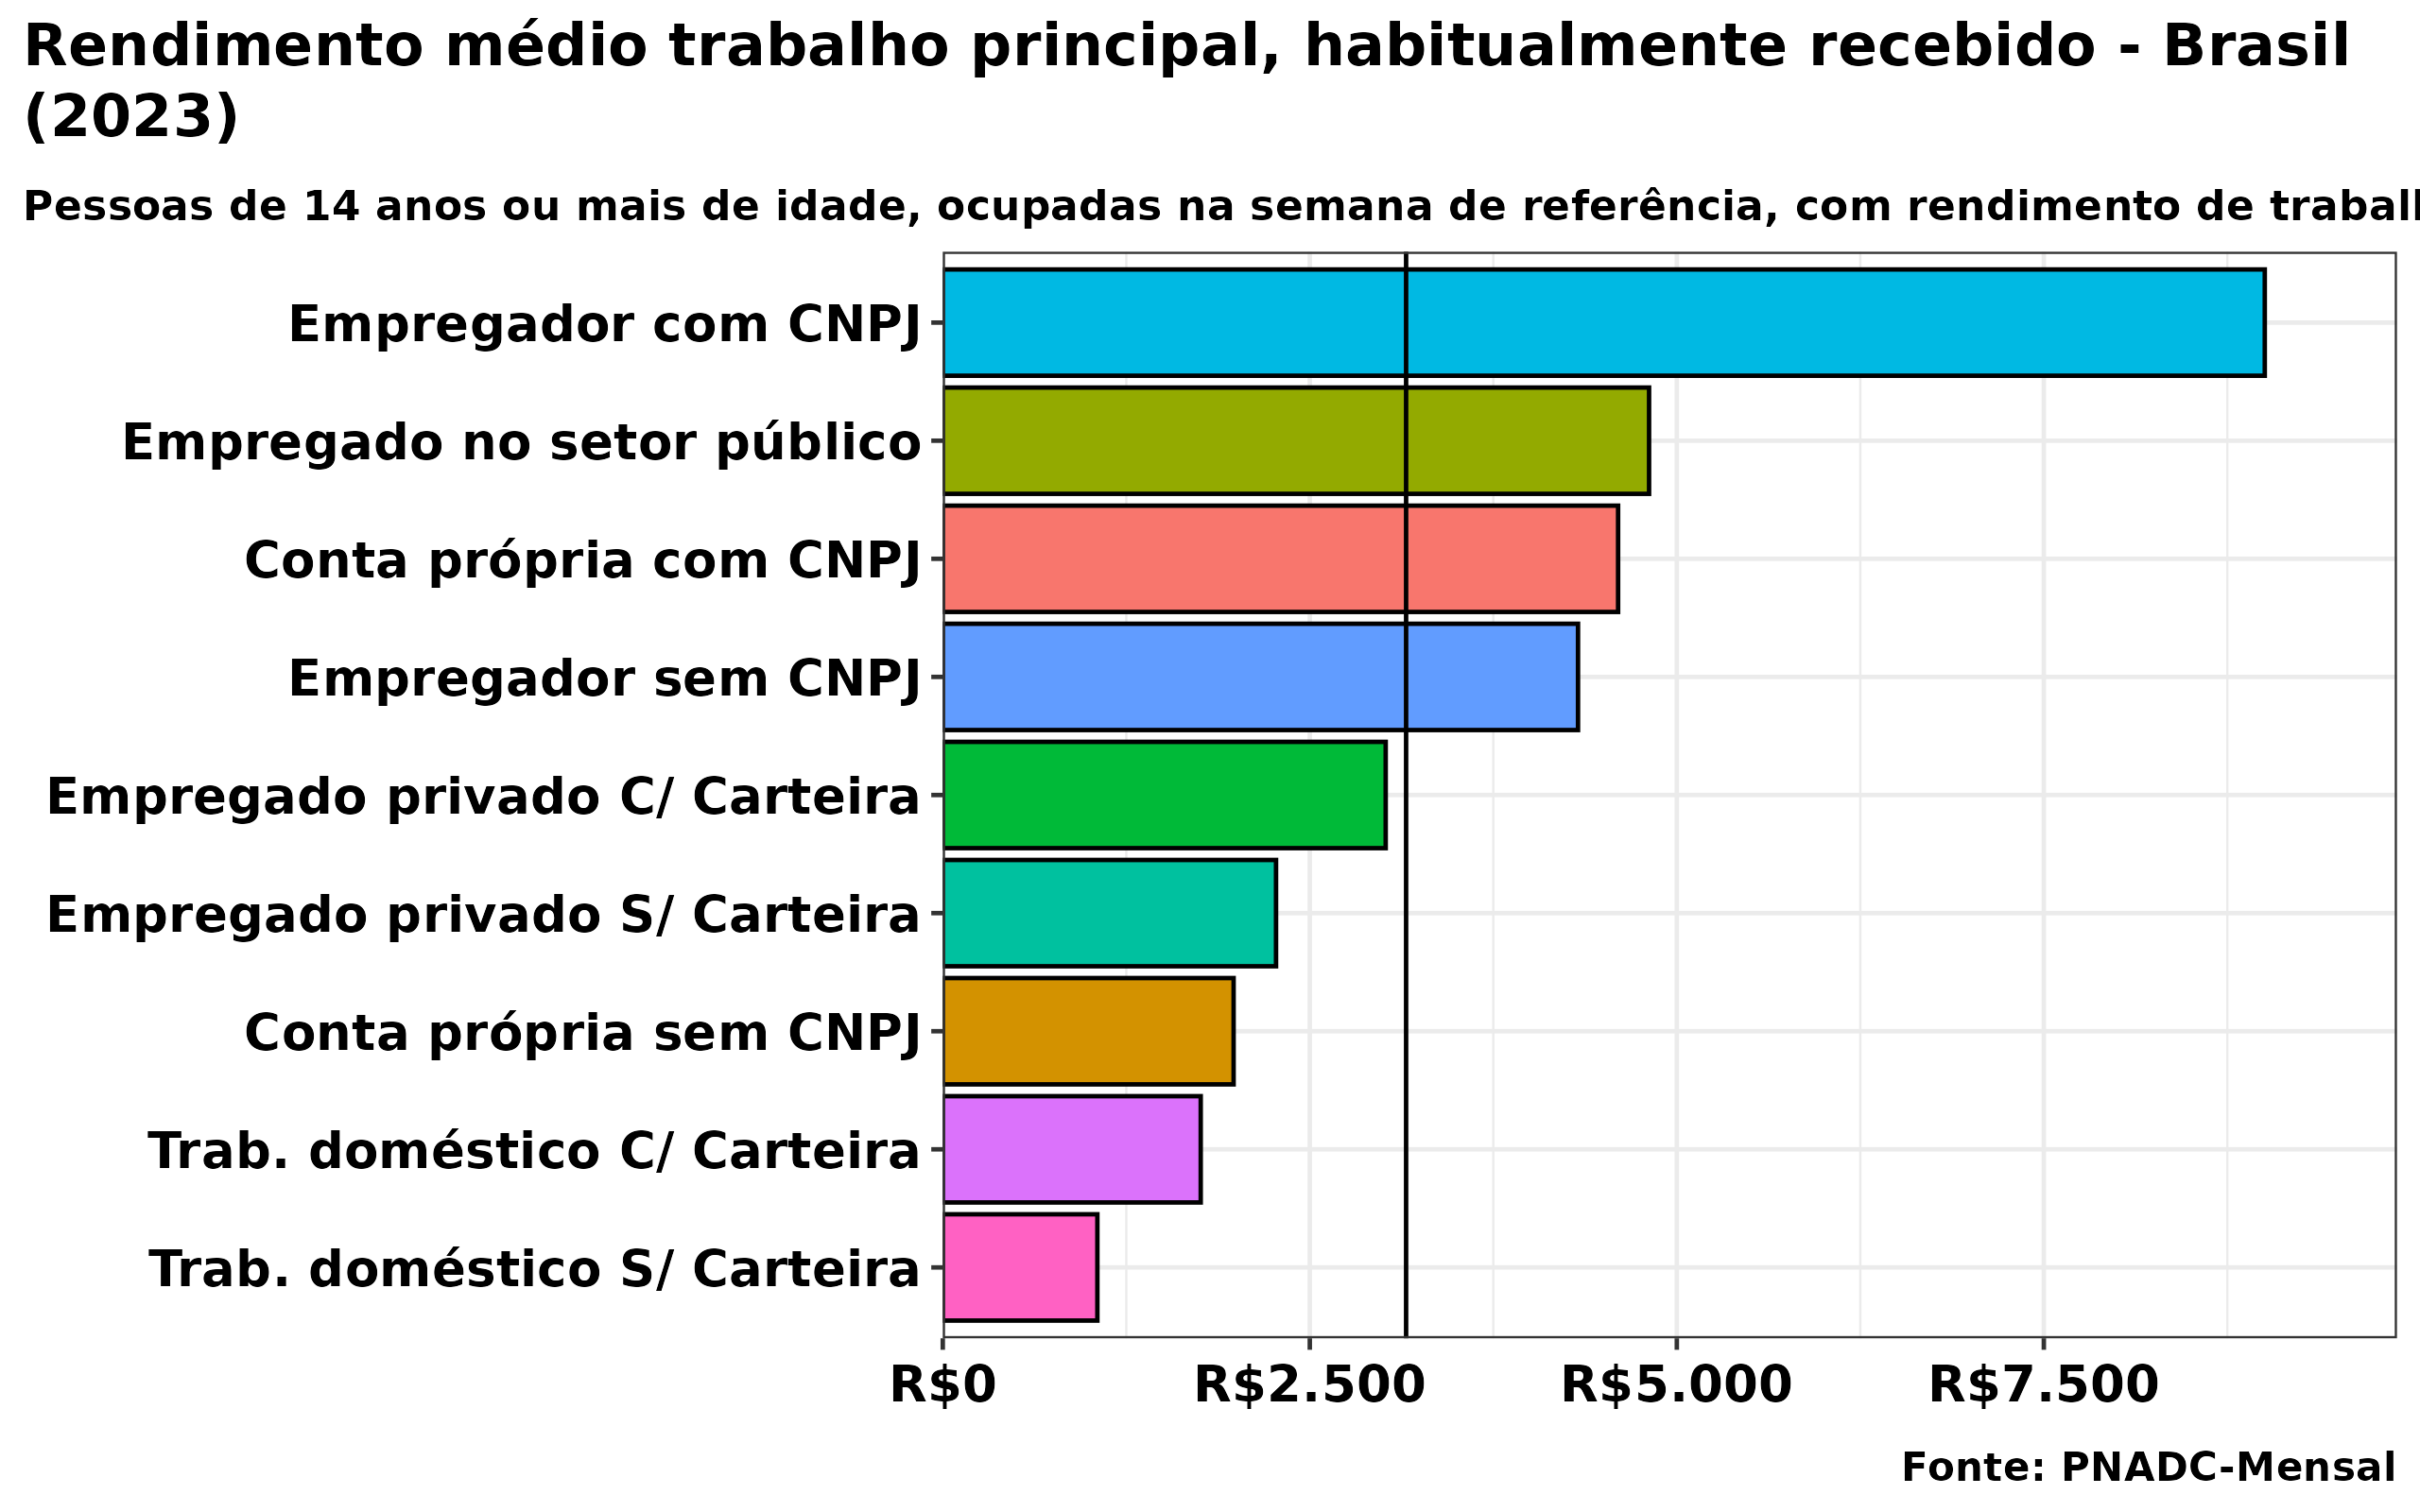 Rendimento médio trabalho principal, habitualmente recebido - Brasil
(2023)
Pessoas de 14 anos ou mais de idade, ocupadas na semana de referência, com rendimento de
Empregador com CNPJ
Empregado no setor público
Conta própria com CNPJ
Empregador sem CNPJ
Empregado privado C/ Carteira
Empregado privado S/ Carteira
Conta própria sem CNPJ
Trab. doméstico C/ Carteira
Trab. doméstico S/ Carteira
R$0 R$2.500 R$5.000 R$7.500
Fonte: PNADC-Mensal